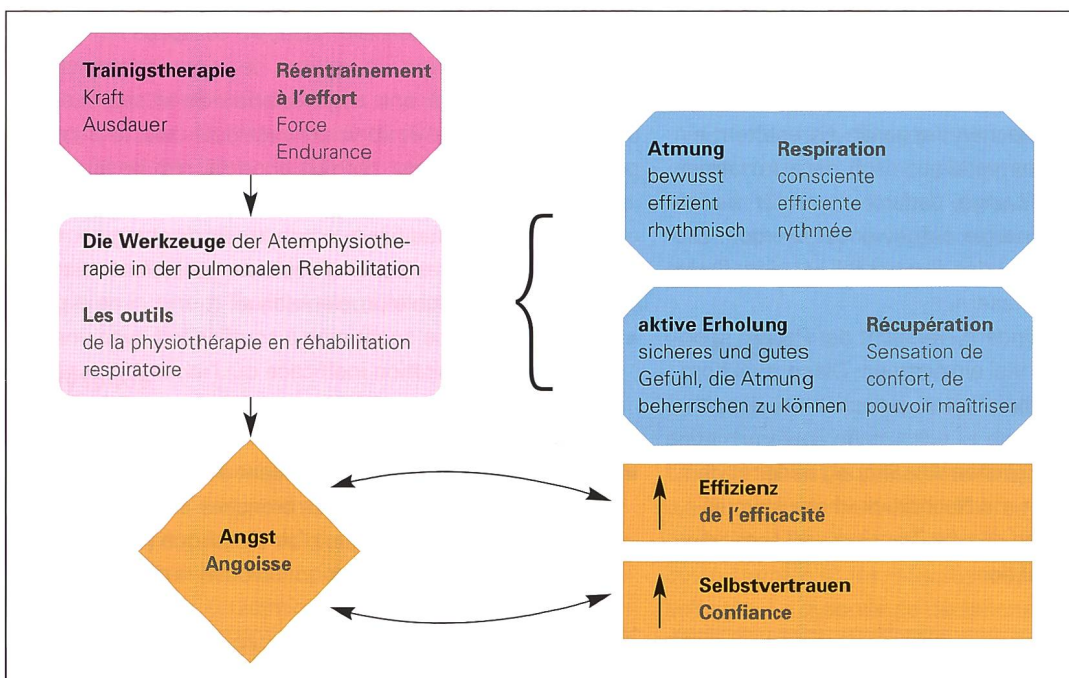 Trainigstherapie
Kraft
Ausdauer
Réentraînement
à l'effort
Force
Endurance
Die Werkzeuge der Atemphysiothe-
rapie in der pulmonalen Rehabilitation
Les outils
de la physiothérapie en réhabilitation
respiratoire
Angst
Angoisse
Atmung
bewusst
effizient
rhythmisch
Respiration
consciente
efficiente
rythmée
aktive Erholung
sicheres und gutes
Gefühl, die Atmung
beherrschen zu können
Récupération
Sensation de
confort, de
pouvoir maîtriser
Effizienz
de l'efficacité
Selbstvertrauen
Confiance